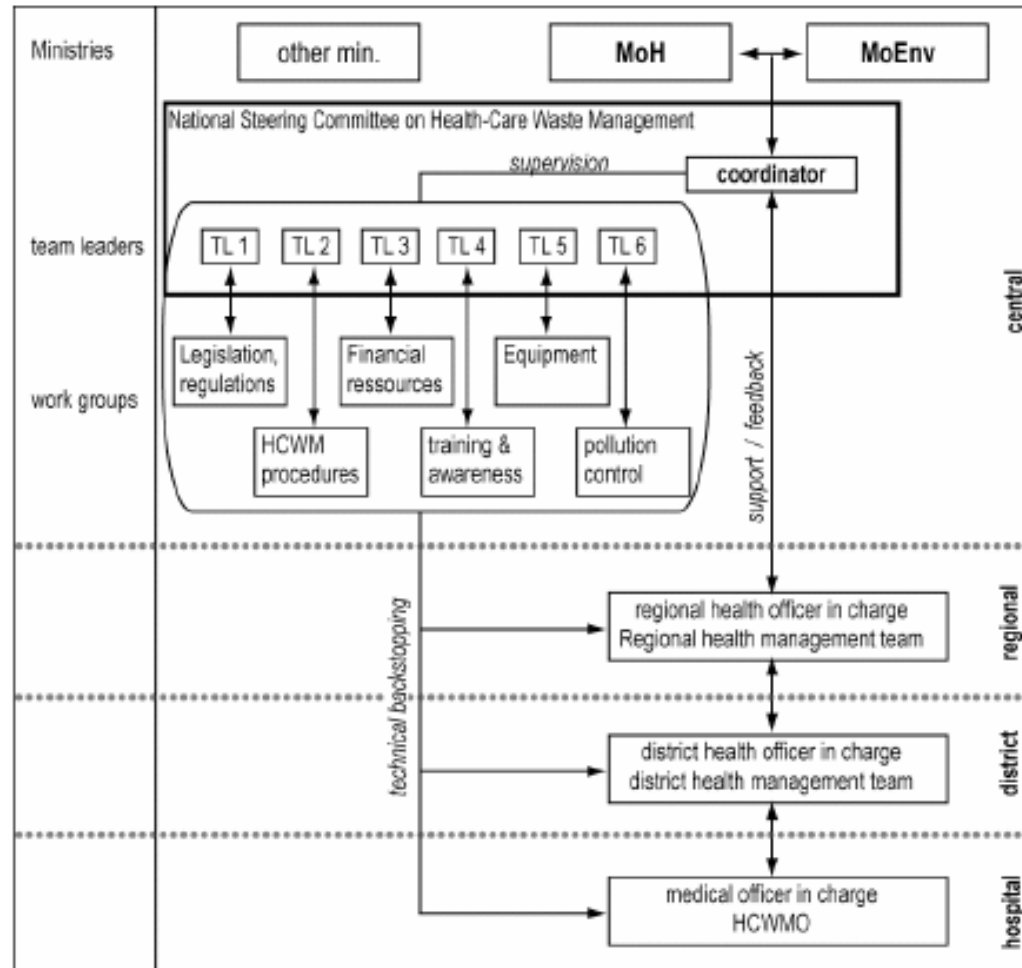 Ministries
other min.
MoH
MoEnv
National Steering Committee on Health-Care Waste Management
supervision
coordinator
team leaders
TL 1
TL 2
TL 3
TL 4
TL 5
TL 6
central
Legislation,
regulations
Financial
ressources
Equipment
work groups
HCWM
procedures
training &
awareness
pollution
control
support / feedback
technical backstopping
regional health officer in charge
Regional health management team
regional
district health officer in charge
district health management team
district
medical officer in charge
HCWMO
hospital